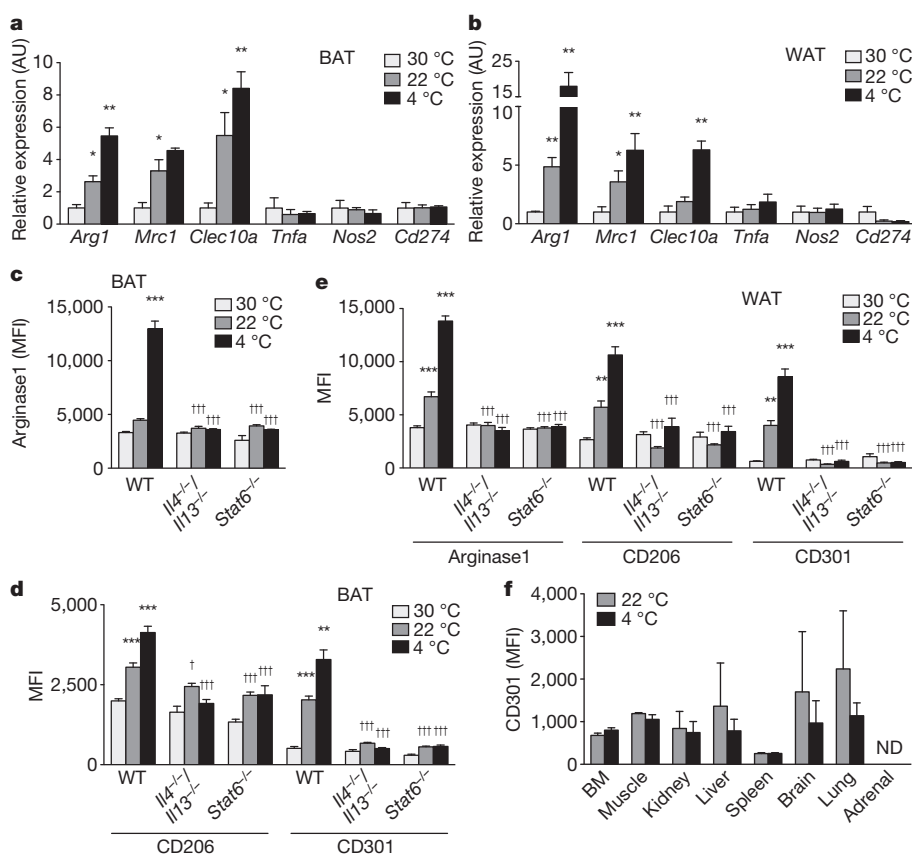 a
BAT
30 °C
22 °C
4 °C
Relative expression (AU)
10
8
6
4
2
0
* ** * * **
Arg1 Mrc1 Clec10a Tnfa Nos2 Cd274
b
WAT
30 °C
22 °C
4 °C
Relative expression (AU)
25
15
10
5
0
** ** * ** **
Arg1 Mrc1 Clec10a Tnfa Nos2 Cd274
c
BAT
30 °C
22 °C
4 °C
Arginase1 (MFI)
15,000
10,000
5,000
0
*** ††† ††† ††† †††
WT Il4–/–/ Il13–/– Stat6–/–
e
WAT
30 °C
22 °C
4 °C
MFI
15,000
10,000
5,000
0
*** *** ††† ††† ††† ††† ** *** ††† ††† ††† ††† ** *** ††† ††† ††† †††
WT Il4–/–/ Il13–/– Stat6–/– WT Il4–/–/ Il13–/– Stat6–/– WT Il4–/–/ Il13–/– Stat6–/–
Arginase1 CD206 CD301
d
BAT
30 °C
22 °C
4 °C
MFI
5,000
2,500
0
*** *** † ††† ††† ††† *** ** ††† ††† ††† †††
WT Il4–/–/ Il13–/– Stat6–/– WT Il4–/–/ Il13–/– Stat6–/–
CD206 CD301
f
22 °C
4 °C
CD301 (MFI)
4,000
3,000
2,000
1,000
0
ND
BM Muscle Kidney Liver Spleen Brain Lung Adrenal